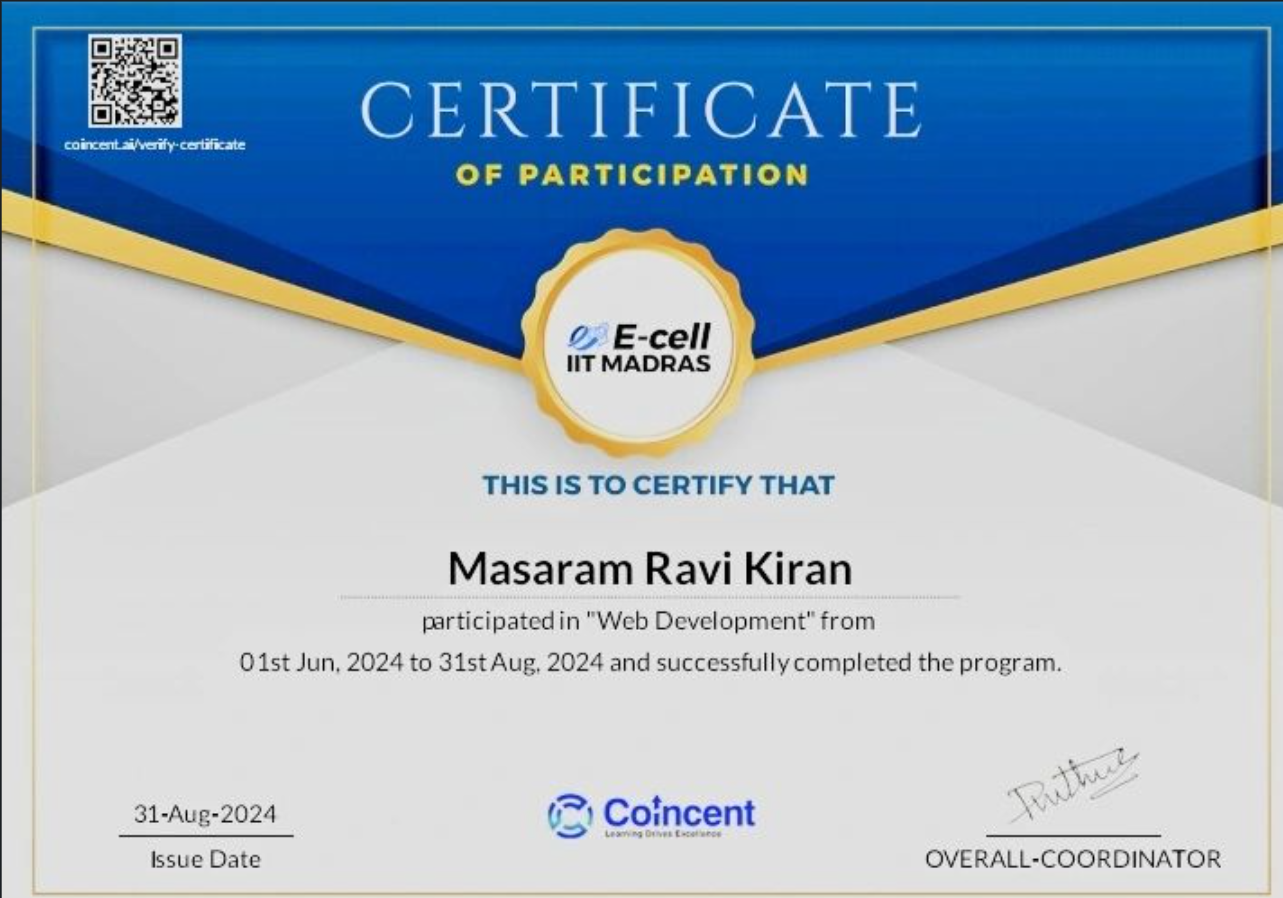 coincent.ai/verify-certificate
CERTIFICATE
OF PARTICIPATION
E-cell
IIT MADRAS
THIS IS TO CERTIFY THAT
Masaram Ravi Kiran
participated in "Web Development" from
01st Jun, 2024 to 31st Aug, 2024 and successfully completed the program.
31-Aug-2024
Issue Date
Coincent
Learning Drives Excellence
OVERALL-COORDINATOR